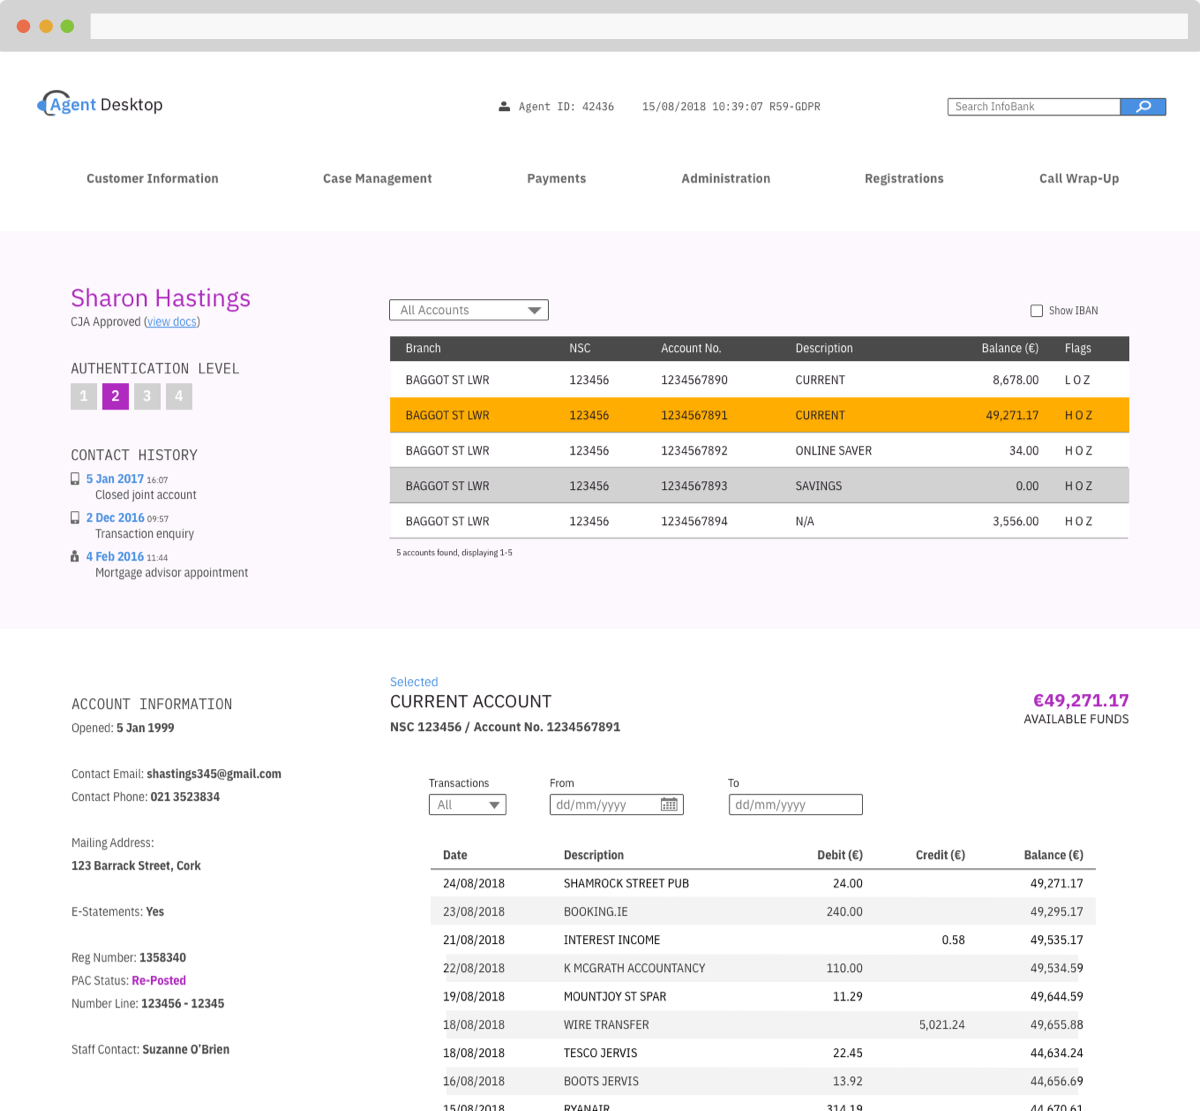 Agent Desktop
Agent ID: 42436 15/08/2018 10:39:07 R59-GDPR
Search InfoBank
Customer Information Case Management Payments Administration Registrations Call Wrap-Up
Sharon Hastings
CJA Approved (view docs)
AUTHENTICATION LEVEL
1 2 3 4
CONTACT HISTORY
5 Jan 2017 16:07
Closed joint account
2 Dec 2016 09:57
Transaction enquiry
4 Feb 2016 11:44
Mortgage advisor appointment
All Accounts
Show IBAN
Branch NSC Account No. Description Balance (€) Flags
BAGGOT ST LWR 123456 1234567890 CURRENT 8,678.00 L O Z
BAGGOT ST LWR 123456 1234567891 CURRENT 49,271.17 H O Z
BAGGOT ST LWR 123456 1234567892 ONLINE SAVER 34.00 H O Z
BAGGOT ST LWR 123456 1234567893 SAVINGS 0.00 H O Z
BAGGOT ST LWR 123456 1234567894 N/A 3,556.00 H O Z
5 accounts found, displaying 1-5
ACCOUNT INFORMATION
Opened: 5 Jan 1999
Contact Email: shastings345@gmail.com
Contact Phone: 021 3523834
Mailing Address:
123 Barrack Street, Cork
E-Statements: Yes
Reg Number: 1358340
PAC Status: Re-Posted
Number Line: 123456 - 12345
Staff Contact: Suzanne O'Brien
Selected
CURRENT ACCOUNT
NSC 123456 / Account No. 1234567891
€49,271.17
AVAILABLE FUNDS
Transactions From To
All dd/mm/yyyy dd/mm/yyyy
Date Description Debit (€) Credit (€) Balance (€)
24/08/2018 SHAMROCK STREET PUB 24.00 49,271.17
23/08/2018 BOOKING.IE 240.00 49,295.17
21/08/2018 INTEREST INCOME 0.58 49,535.17
22/08/2018 K MCGRATH ACCOUNTANCY 110.00 49,534.59
19/08/2018 MOUNTJOY ST SPAR 11.29 49,644.59
18/08/2018 WIRE TRANSFER 5,021.24 49,655.88
18/08/2018 TESCO JERVIS 22.45 44,634.24
16/08/2018 BOOTS JERVIS 13.92 44,656.69
15/08/2018 RYANAIR 314.19 44,670.61